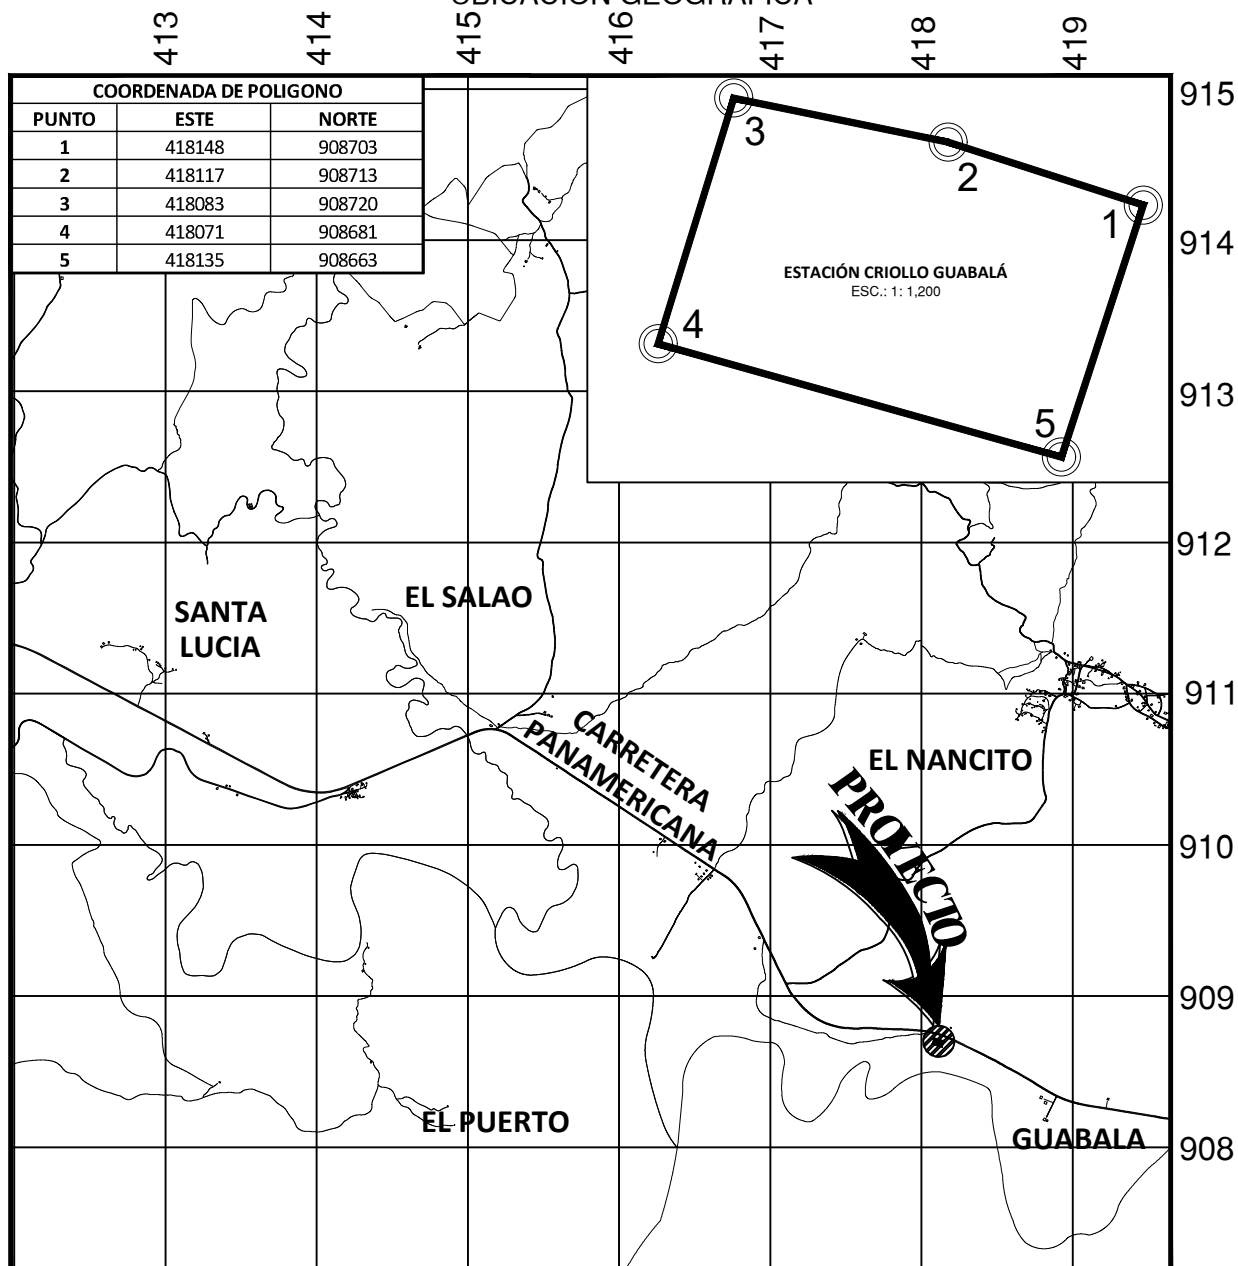 UBICACIÓN GEOGRÁFICA
413 414 415 416 417 418 419
COORDENADA DE POLIGONO
PUNTO ESTE NORTE
1 418148 908703
2 418117 908713
3 418083 908720
4 418071 908681
5 418135 908663
3
2
1
4
5
ESTACIÓN CRIOLLO GUABALÁ
ESC.: 1: 1,200
915
914
913
912
911
910
909
908
SANTA
LUCIA
EL SALAO
CARRETERA
PANAMERICANA
EL NANCITO
PROYECTO
EL PUERTO
GUABALA